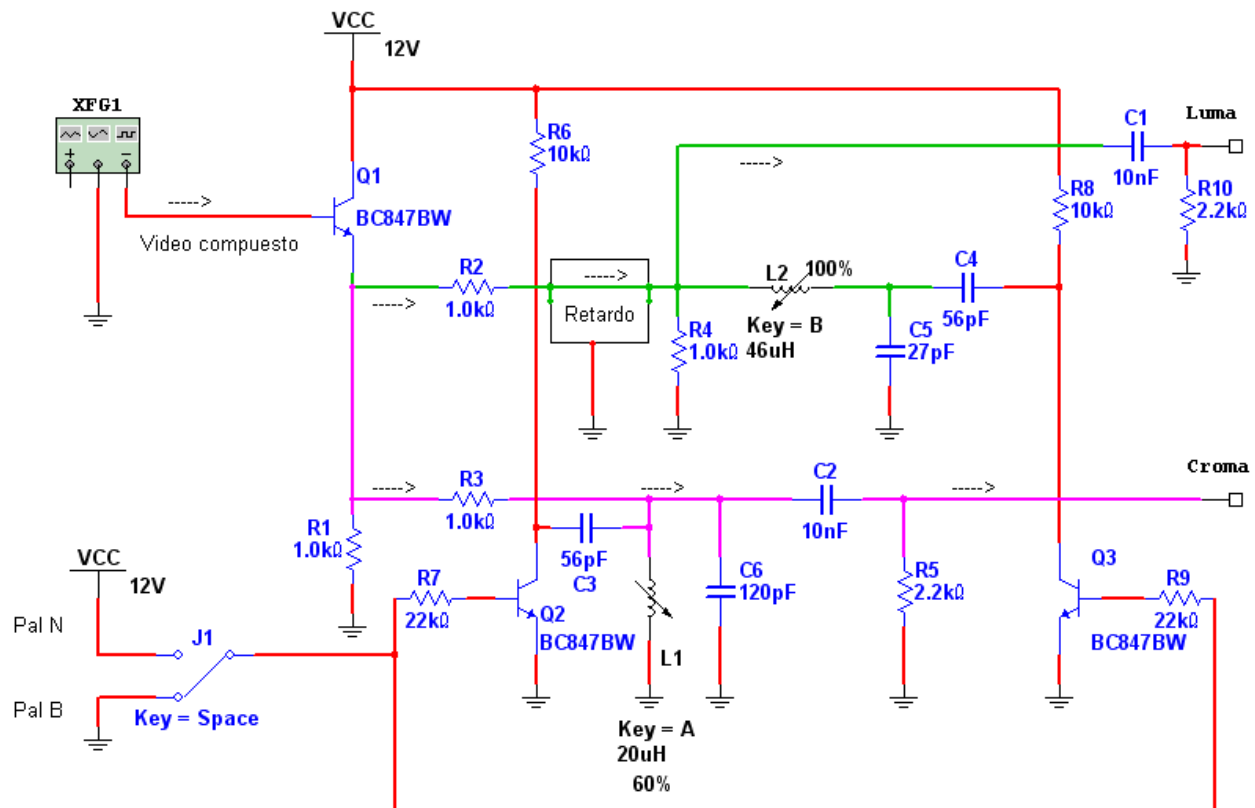 VCC
12V
XFG1
+
−
Q1
BC847BW
----->
Video compuesto
R6
10kΩ
----->
C1
10nF
Luma
R10
2.2kΩ
R8
10kΩ
----->
R2
1.0kΩ
----->
Retardo
R4
1.0kΩ
L2
100%
Key = B
46uH
C5
27pF
C4
56pF
----->
R3
1.0kΩ
----->
C2
10nF
----->
Croma
R1
1.0kΩ
56pF
C3
C6
120pF
R5
2.2kΩ
Q3
BC847BW
R9
22kΩ
VCC
12V
Pal N
J1
Pal B
Key = Space
R7
22kΩ
Q2
BC847BW
L1
Key = A
20uH
60%